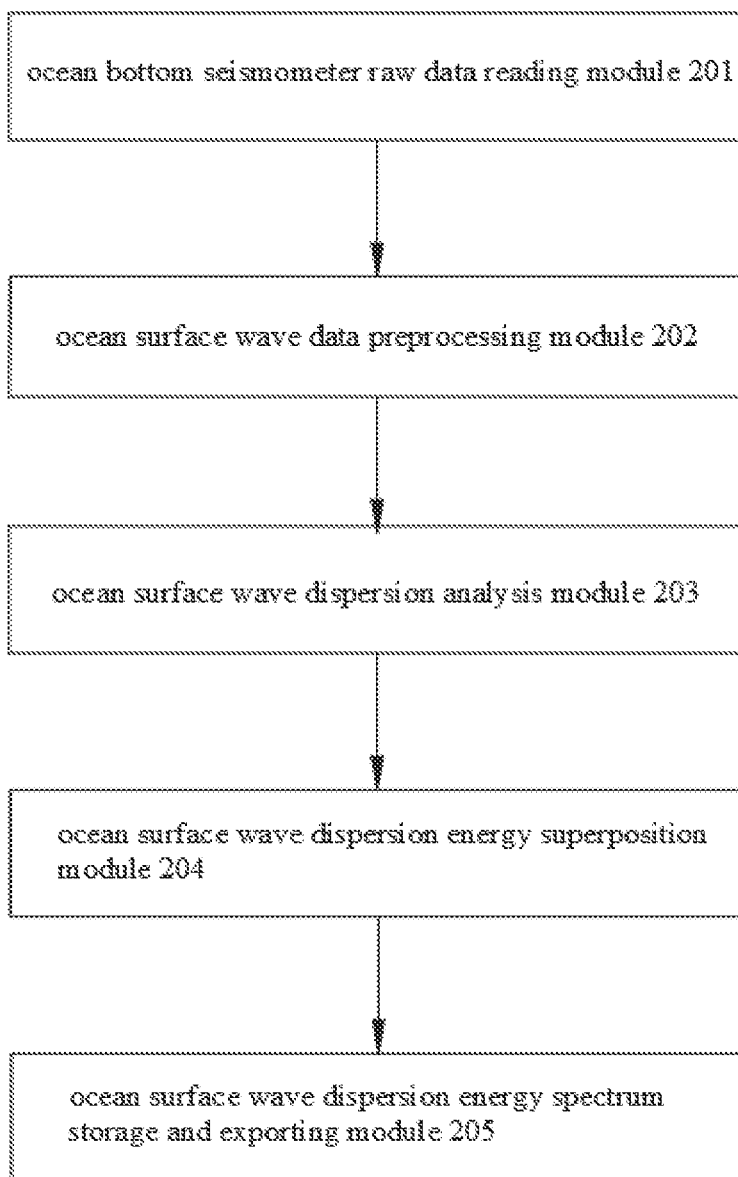 ocean bottom seismometer raw data reading module 201
ocean surface wave data preprocessing module 202
ocean surface wave dispersion analysis module 203
ocean surface wave dispersion energy superposition
module 204
ocean surface wave dispersion energy spectrum
storage and exporting module 205